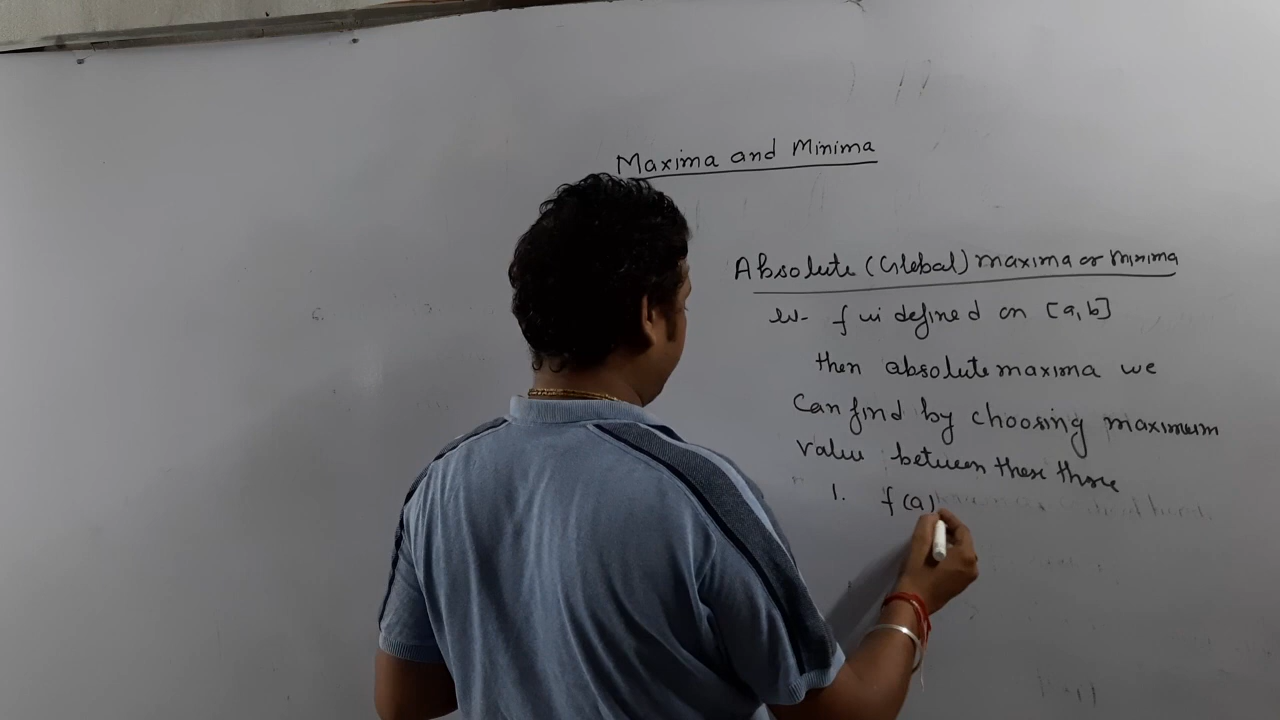 Maxima and Minima
Absolute (Global) maxima or minima
let f is defined on [a, b]
then absolute maxima we
can find by choosing maximum
value between these three
1. f(a)